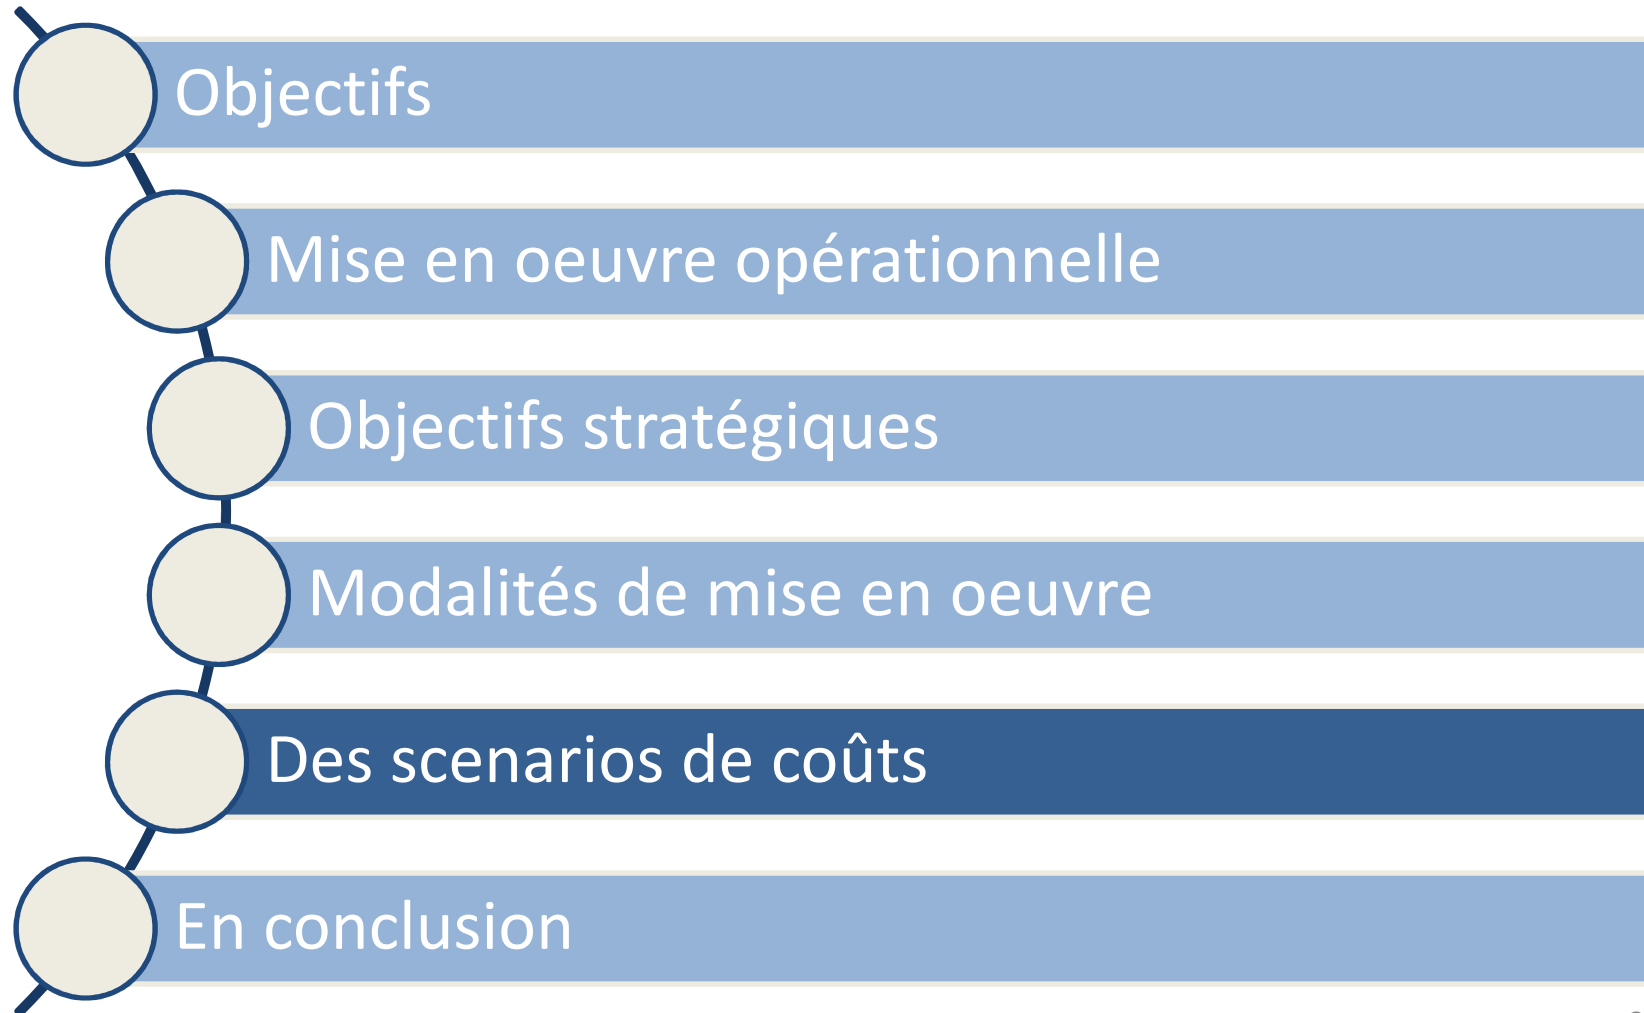 Objectifs
Mise en oeuvre opérationnelle
Objectifs stratégiques
Modalités de mise en oeuvre
Des scenarios de coûts
En conclusion